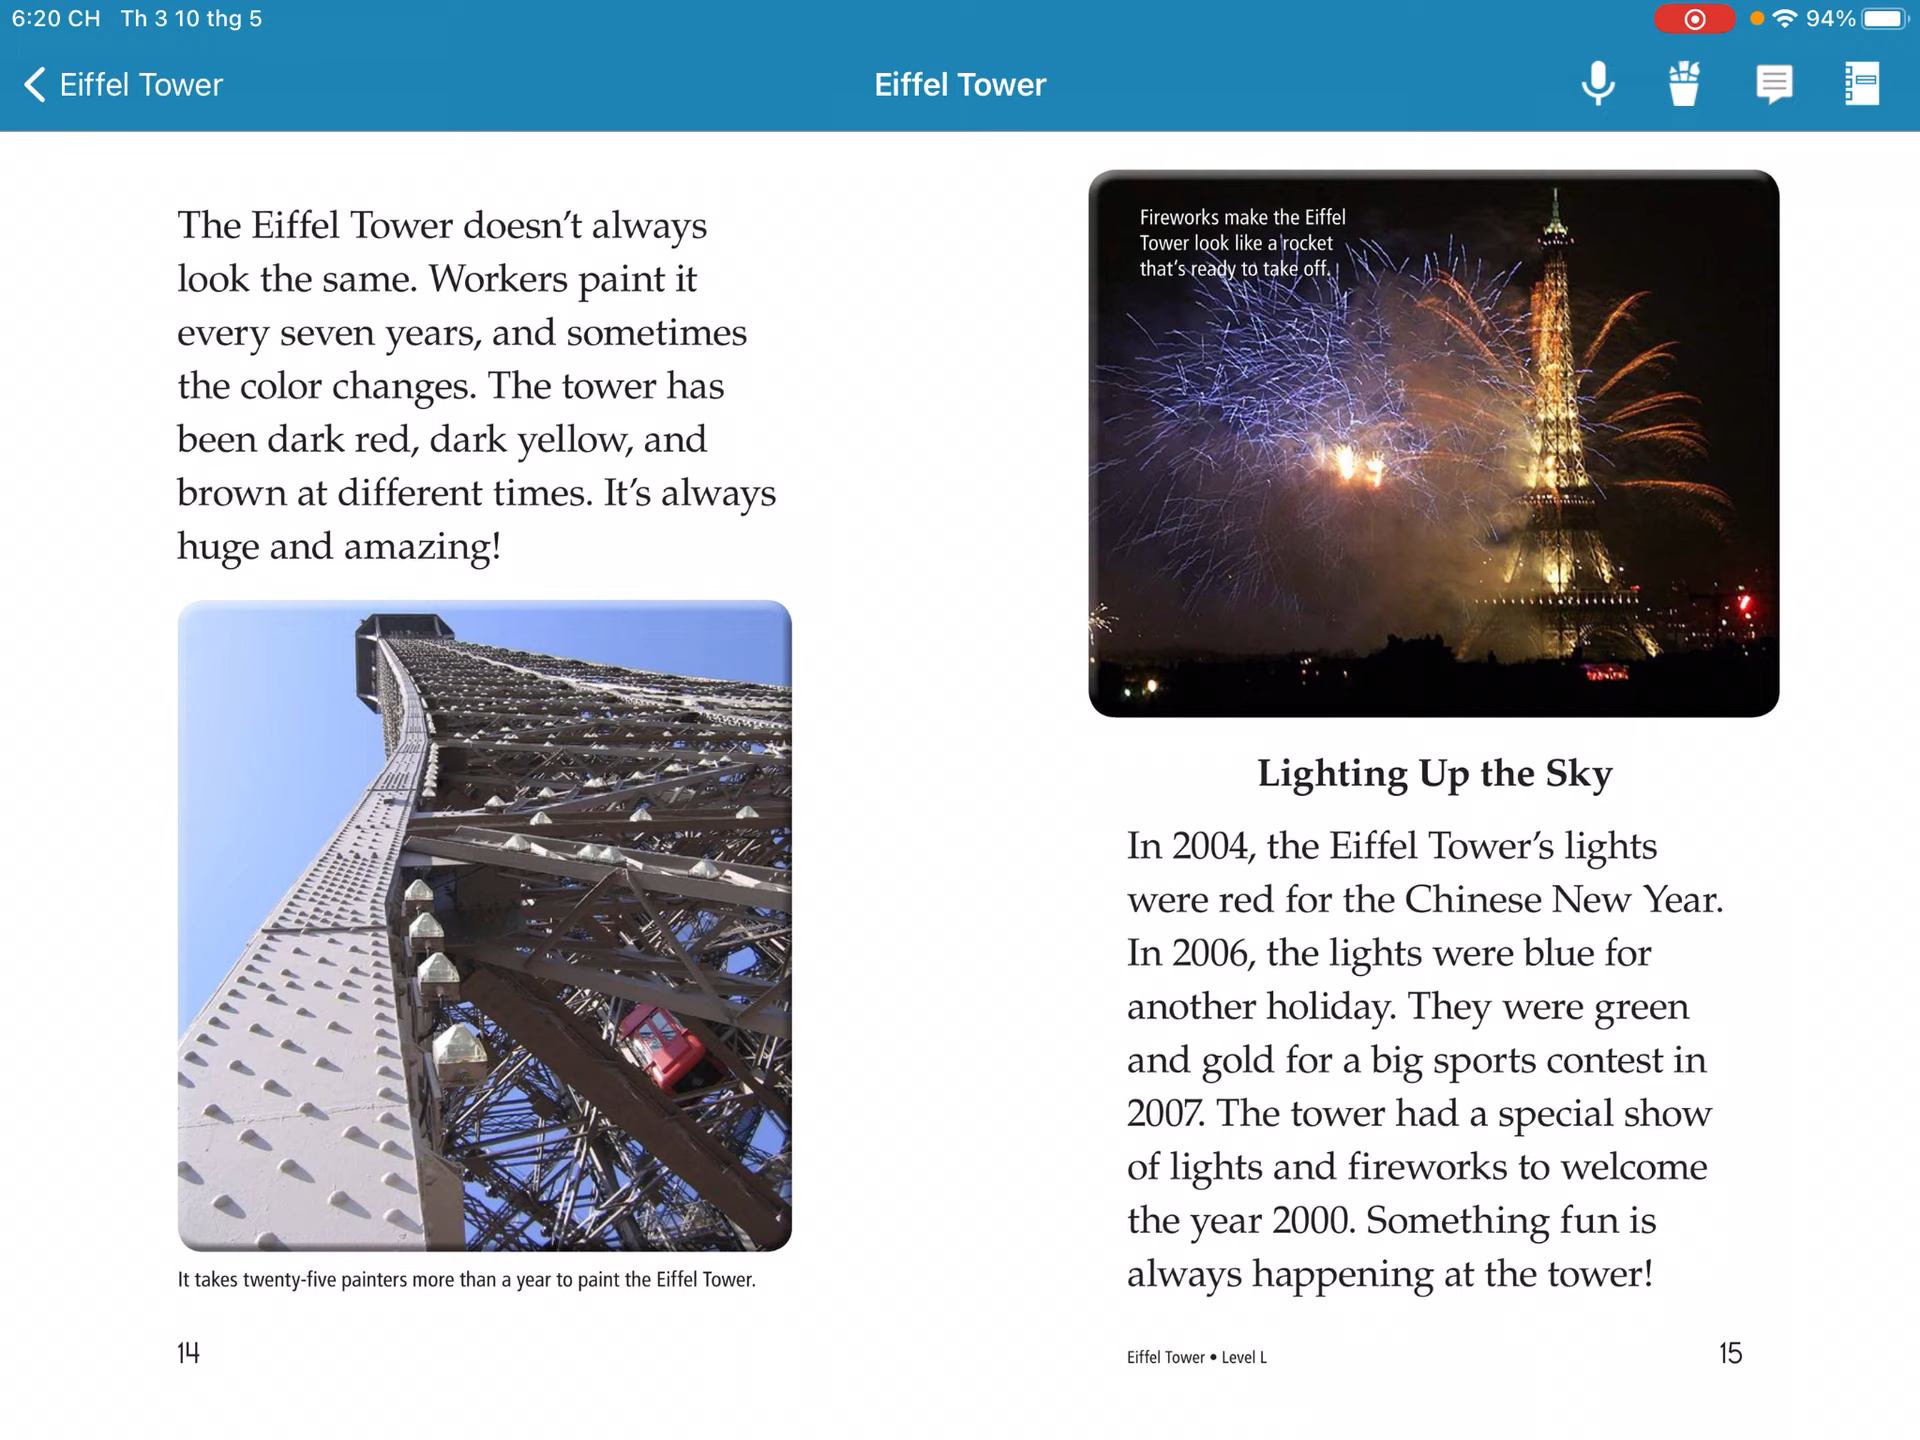 6:20 CH Th 3 10 thg 5
94%
Eiffel Tower
Eiffel Tower
The Eiffel Tower doesn’t always
look the same. Workers paint it
every seven years, and sometimes
the color changes. The tower has
been dark red, dark yellow, and
brown at different times. It’s always
huge and amazing!
It takes twenty-five painters more than a year to paint the Eiffel Tower.
14
Fireworks make the Eiffel
Tower look like a rocket
that’s ready to take off.
Lighting Up the Sky
In 2004, the Eiffel Tower’s lights
were red for the Chinese New Year.
In 2006, the lights were blue for
another holiday. They were green
and gold for a big sports contest in
2007. The tower had a special show
of lights and fireworks to welcome
the year 2000. Something fun is
always happening at the tower!
Eiffel Tower • Level L
15